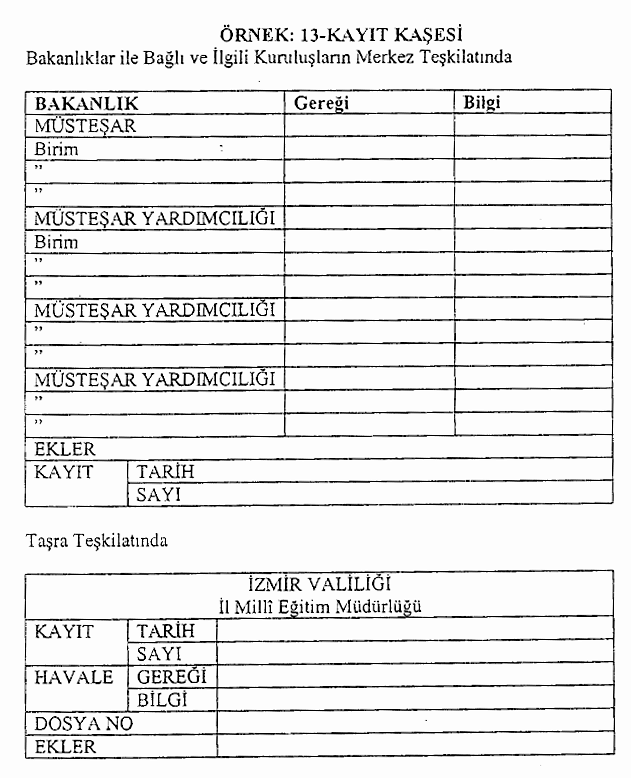 ÖRNEK: 13-KAYIT KAŞESİ
Bakanlıklar ile Bağlı ve İlgili Kuruluşların Merkez Teşkilatında
BAKANLIK Gereği Bilgi
MÜSTEŞAR
Birim
”
”
MÜSTEŞAR YARDIMCILIĞI
Birim
”
”
MÜSTEŞAR YARDIMCILIĞI
”
”
MÜSTEŞAR YARDIMCILIĞI
”
”
EKLER
KAYIT TARİH
SAYI
Taşra Teşkilatında
İZMİR VALİLİĞİ
İl Millî Eğitim Müdürlüğü
KAYIT TARİH
SAYI
HAVALE GEREĞİ
BİLGİ
DOSYA NO
EKLER